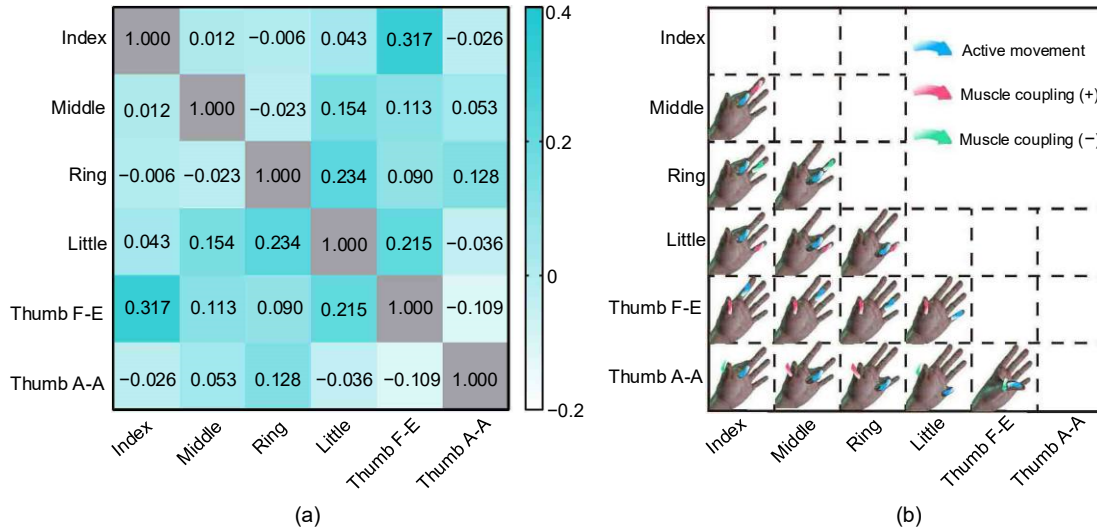 Index 1.000 0.012 −0.006 0.043 0.317 −0.026
Middle 0.012 1.000 −0.023 0.154 0.113 0.053
Ring −0.006 −0.023 1.000 0.234 0.090 0.128
Little 0.043 0.154 0.234 1.000 0.215 −0.036
Thumb F-E 0.317 0.113 0.090 0.215 1.000 −0.109
Thumb A-A −0.026 0.053 0.128 −0.036 −0.109 1.000
Index Middle Ring Little Thumb F-E Thumb A-A
0.4
0.2
0
−0.2
(a)
Index
Middle
Ring
Little
Thumb F-E
Thumb A-A
Active movement
Muscle coupling (+)
Muscle coupling (−)
Index Middle Ring Little Thumb F-E Thumb A-A
(b)